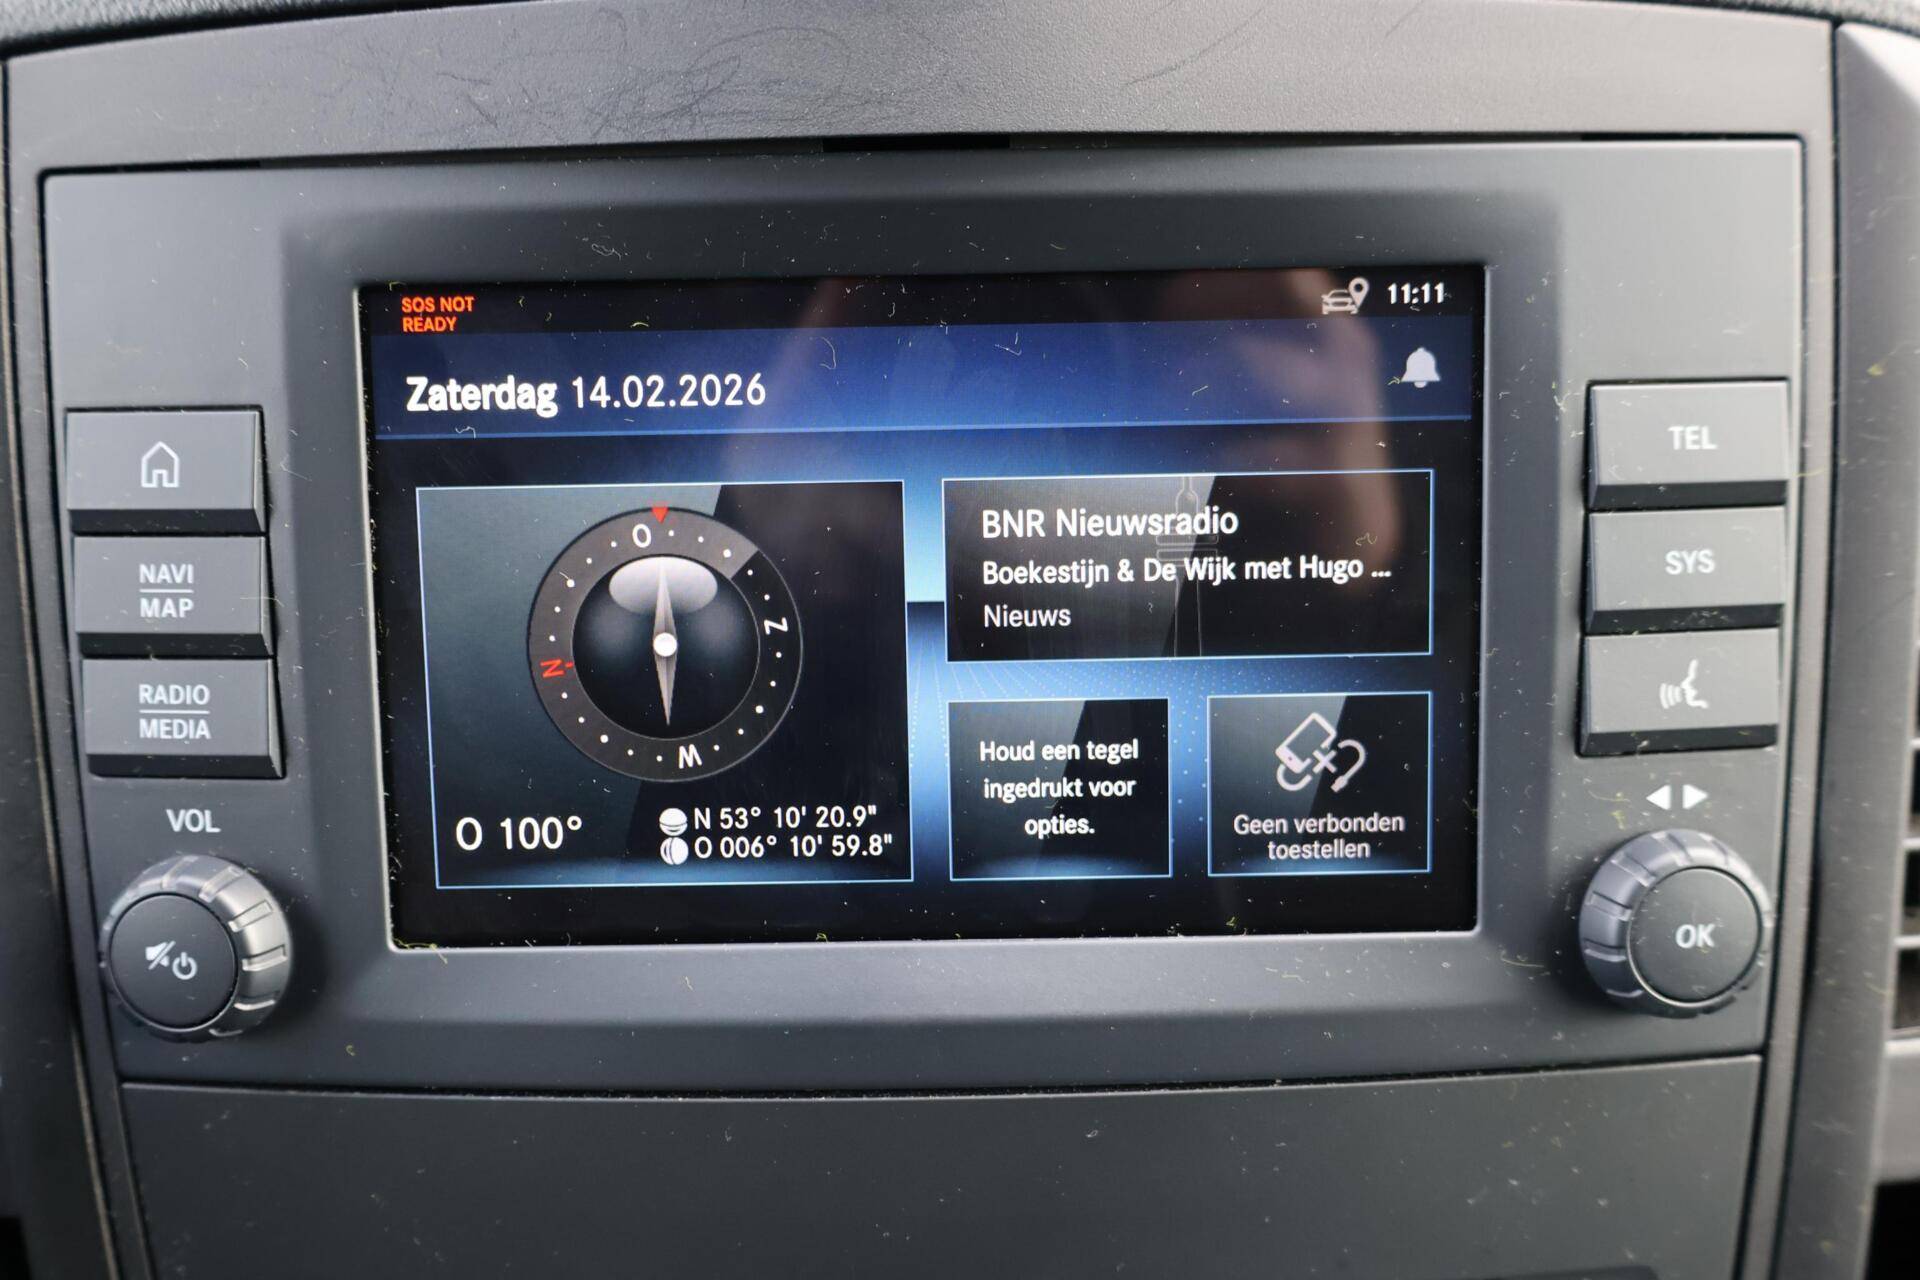 SOS NOT
READY
11:11
Zaterdag 14.02.2026
O
Z
N
W
O 100°
N 53° 10' 20.9"
O 006° 10' 59.8"
BNR Nieuwsradio
Boekestijn & De Wijk met Hugo ...
Nieuws
Houd een tegel
ingedrukt voor
opties.
Geen verbonden
toestellen
NAVI
MAP
RADIO
MEDIA
VOL
TEL
SYS
OK